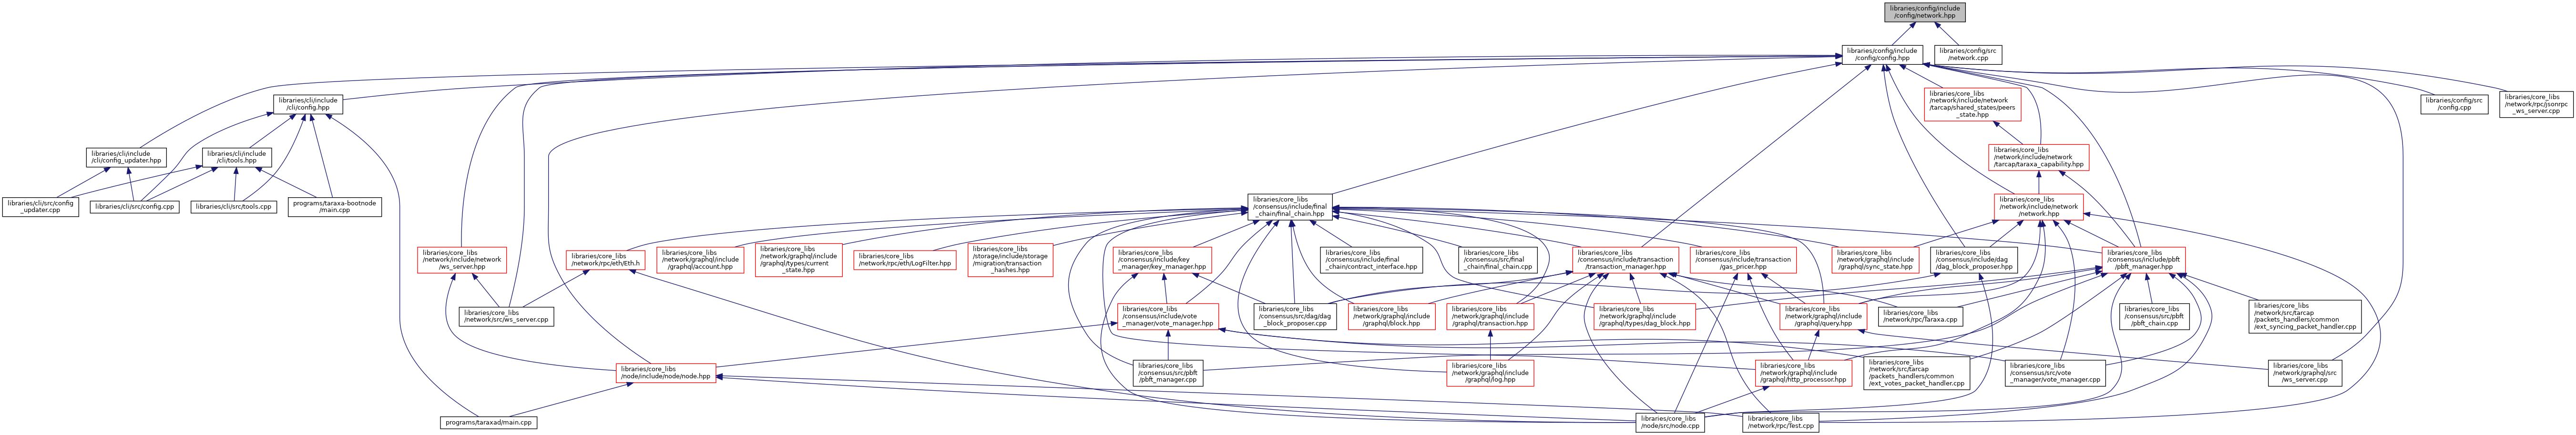 libraries/config/include
/config/network.hpp
libraries/config/include
/config/config.hpp
libraries/config/src
/network.cpp
libraries/cli/include
/cli/config.hpp
libraries/core_libs
/network/include/network
/tarcap/shared_states/peers
_state.hpp
libraries/config/src
/config.cpp
libraries/core_libs
/network/rpc/jsonrpc
_ws_server.cpp
libraries/cli/include
/cli/config_updater.hpp
libraries/cli/include
/cli/tools.hpp
libraries/core_libs
/network/include/network
/tarcap/taraxa_capability.hpp
libraries/cli/src/config
_updater.cpp
libraries/cli/src/config.cpp
libraries/cli/src/tools.cpp
programs/taraxa-bootnode
/main.cpp
libraries/core_libs
/consensus/include/final
_chain/final_chain.hpp
libraries/core_libs
/network/include/network
/network.hpp
libraries/core_libs
/network/include/network
/ws_server.hpp
libraries/core_libs
/network/rpc/eth/Eth.h
libraries/core_libs
/network/graphql/include
/graphql/account.hpp
libraries/core_libs
/network/graphql/include
/graphql/types/current
_state.hpp
libraries/core_libs
/network/rpc/eth/LogFilter.hpp
libraries/core_libs
/storage/include/storage
/migration/transaction
_hashes.hpp
libraries/core_libs
/consensus/include/key
_manager/key_manager.hpp
libraries/core_libs
/consensus/include/final
_chain/contract_interface.hpp
libraries/core_libs
/consensus/src/final
_chain/final_chain.cpp
libraries/core_libs
/consensus/include/transaction
/transaction_manager.hpp
libraries/core_libs
/consensus/include/transaction
/gas_pricer.hpp
libraries/core_libs
/network/graphql/include
/graphql/sync_state.hpp
libraries/core_libs
/consensus/include/dag
/dag_block_proposer.hpp
libraries/core_libs
/consensus/include/pbft
/pbft_manager.hpp
libraries/core_libs
/network/src/ws_server.cpp
libraries/core_libs
/consensus/include/vote
_manager/vote_manager.hpp
libraries/core_libs
/consensus/src/dag/dag
_block_proposer.cpp
libraries/core_libs
/network/graphql/include
/graphql/block.hpp
libraries/core_libs
/network/graphql/include
/graphql/transaction.hpp
libraries/core_libs
/network/graphql/include
/graphql/types/dag_block.hpp
libraries/core_libs
/network/graphql/include
/graphql/query.hpp
libraries/core_libs
/network/rpc/Taraxa.cpp
libraries/core_libs
/consensus/src/pbft
/pbft_chain.cpp
libraries/core_libs
/network/src/tarcap
/packets_handlers/common
/ext_syncing_packet_handler.cpp
libraries/core_libs
/node/include/node/node.hpp
libraries/core_libs
/consensus/src/pbft
/pbft_manager.cpp
libraries/core_libs
/network/graphql/include
/graphql/log.hpp
libraries/core_libs
/network/graphql/include
/graphql/http_processor.hpp
libraries/core_libs
/network/src/tarcap
/packets_handlers/common
/ext_votes_packet_handler.cpp
libraries/core_libs
/consensus/src/vote
_manager/vote_manager.cpp
libraries/core_libs
/network/graphql/src
/ws_server.cpp
programs/taraxad/main.cpp
libraries/core_libs
/node/src/node.cpp
libraries/core_libs
/network/rpc/Test.cpp